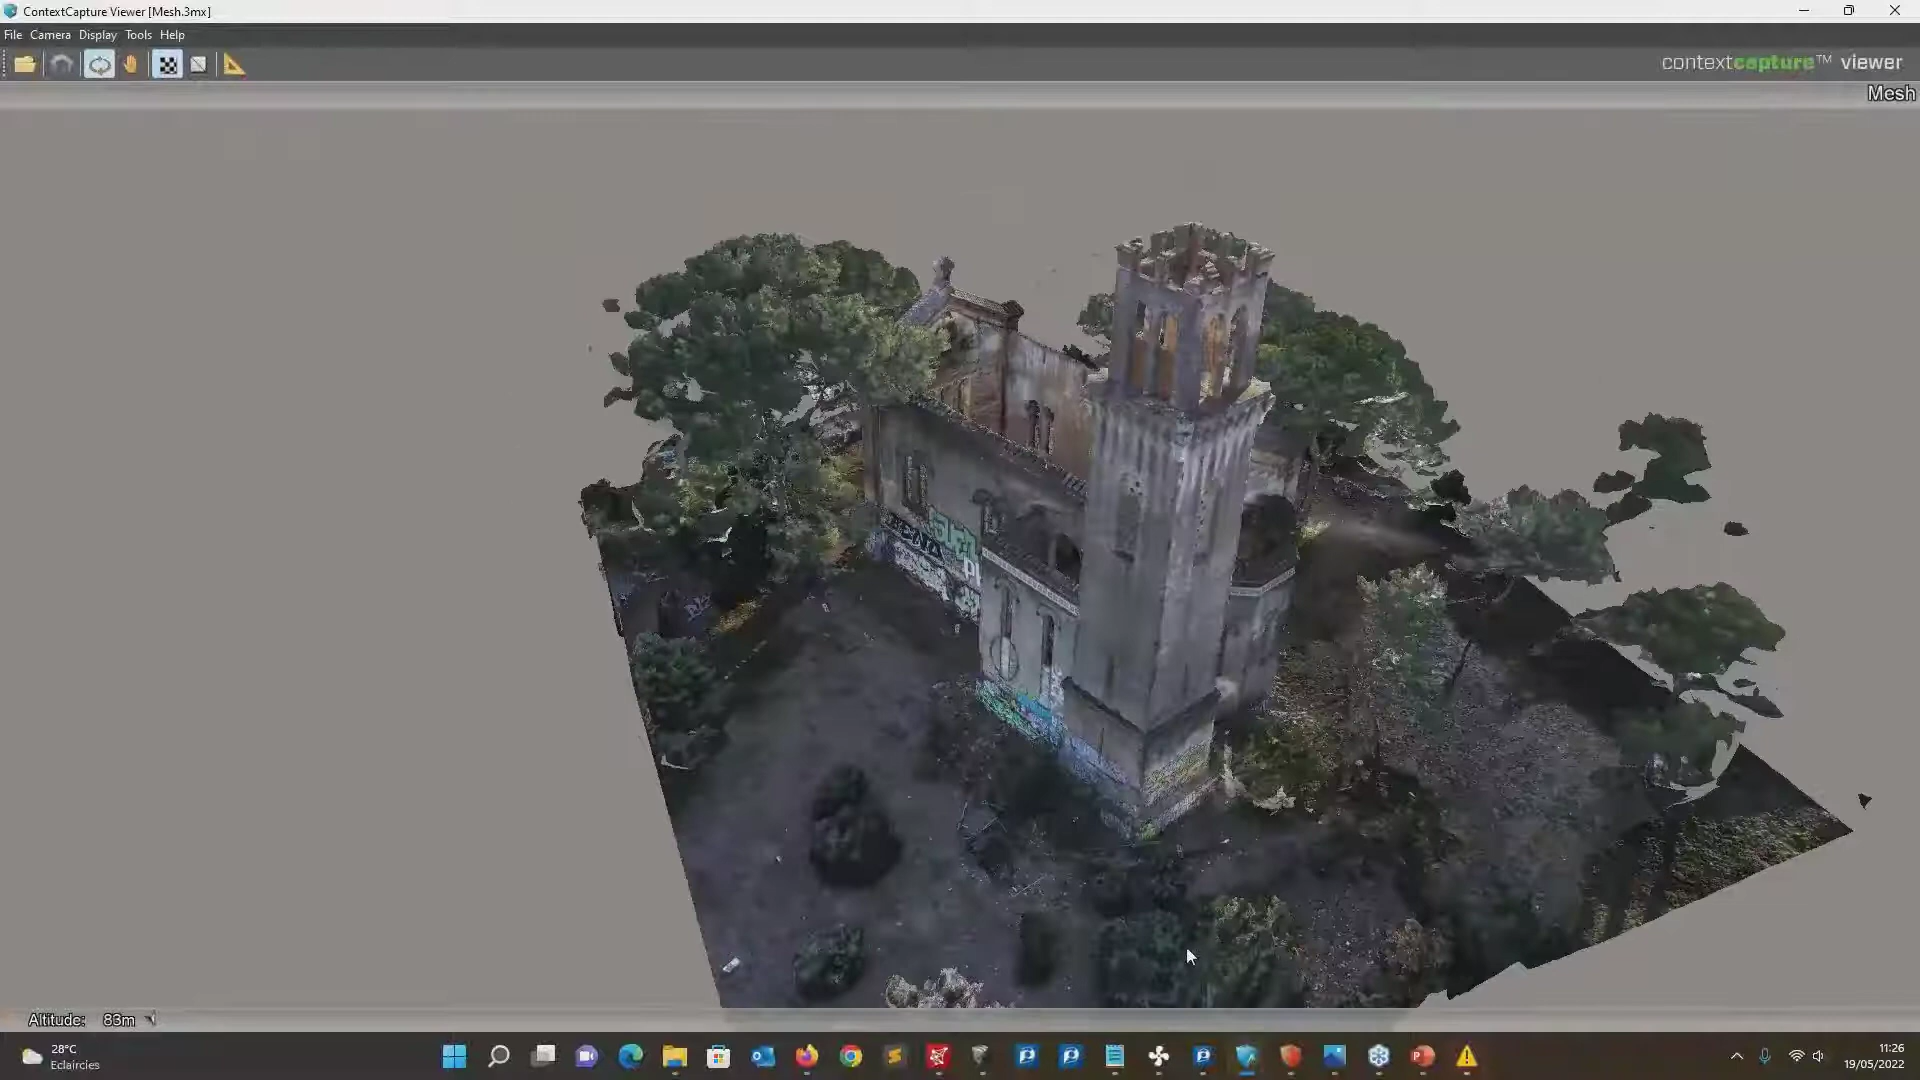 ContextCapture Viewer [Mesh.3mx]
File Camera Display Tools Help
contextcapture™ viewer
Mesh
Altitude: 83m
28°C
Eclaircies
11:26
19/05/2022